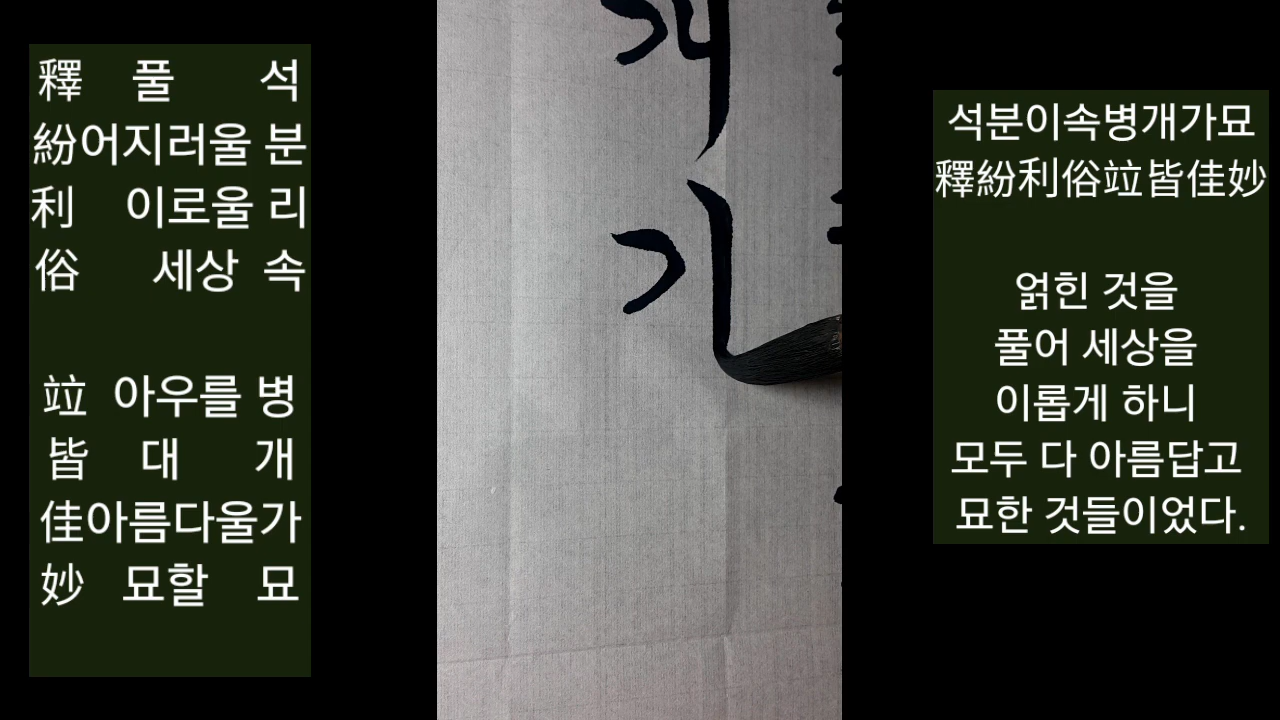 釋 풀 석
紛어지러울 분
利 이로울 리
俗 세상 속
竝 아우를 병
皆 대 개
佳아름다울가
妙 묘할 묘
석분이속병개가묘
釋紛利俗竝皆佳妙
얽힌 것을
풀어 세상을
이롭게 하니
모두 다 아름답고
묘한 것들이었다.